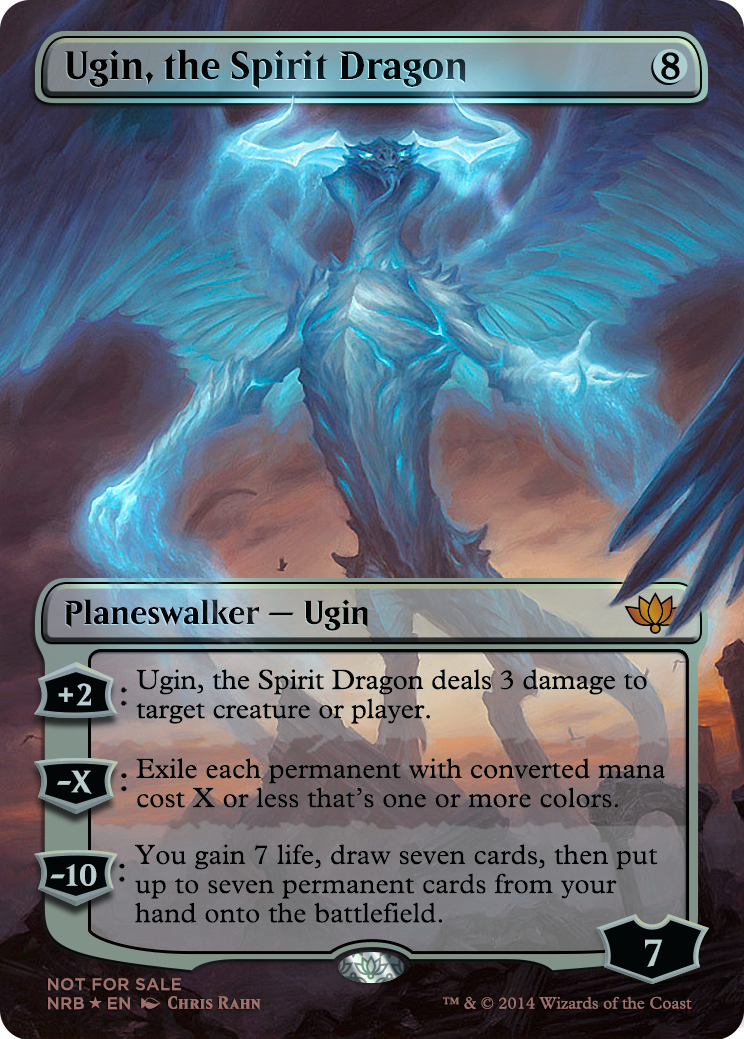 Ugin, the Spirit Dragon 8
Planeswalker — Ugin
+2 : Ugin, the Spirit Dragon deals 3 damage to
target creature or player.
-X : Exile each permanent with converted mana
cost X or less that's one or more colors.
-10 : You gain 7 life, draw seven cards, then put
up to seven permanent cards from your
hand onto the battlefield.
7
NOT FOR SALE
NRB ★ EN Chris Rahn ™ & © 2014 Wizards of the Coast